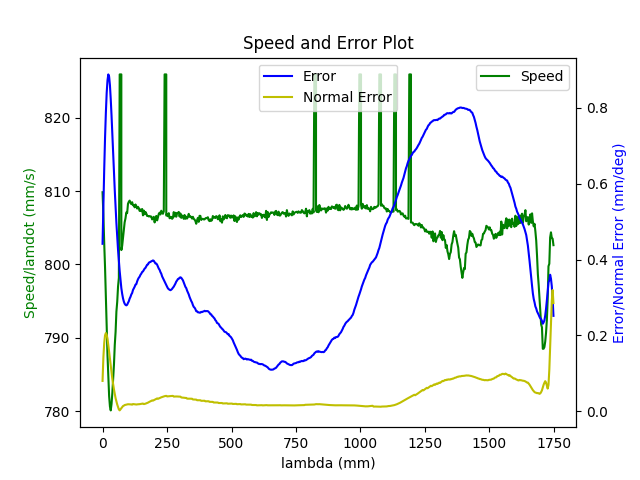 Speed and Error Plot
Error
Normal Error
Speed
820
810
800
790
780
0.8
0.6
0.4
0.2
0.0
Speed/lamdot (mm/s)
Error/Normal Error (mm/deg)
0 250 500 750 1000 1250 1500 1750
lambda (mm)